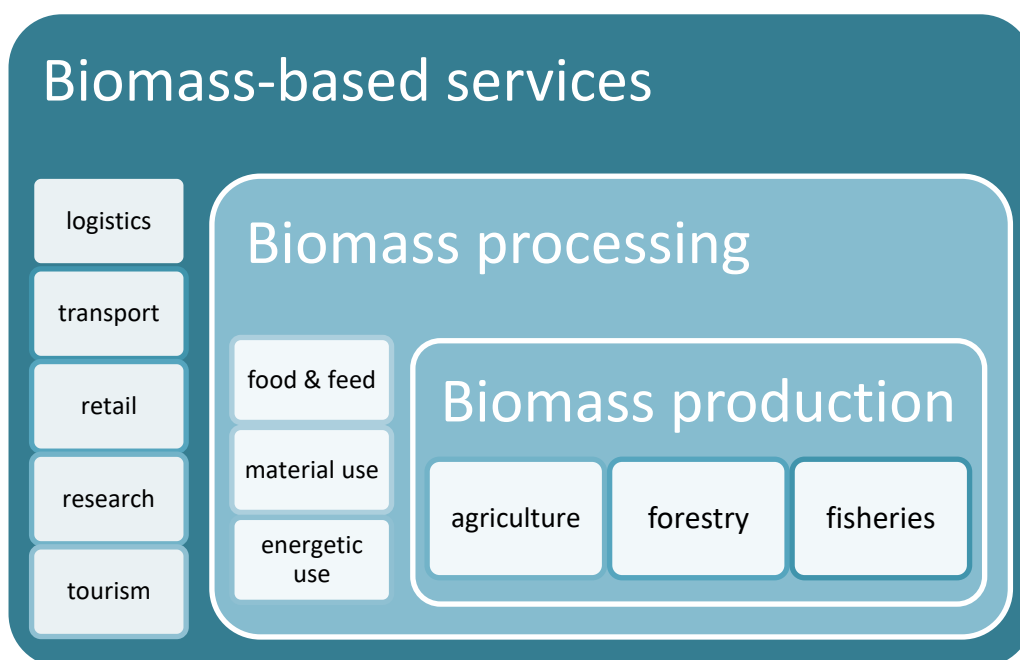 Biomass-based services
logistics
transport
retail
research
tourism
Biomass processing
food & feed
material use
energetic
use
Biomass production
agriculture
forestry
fisheries